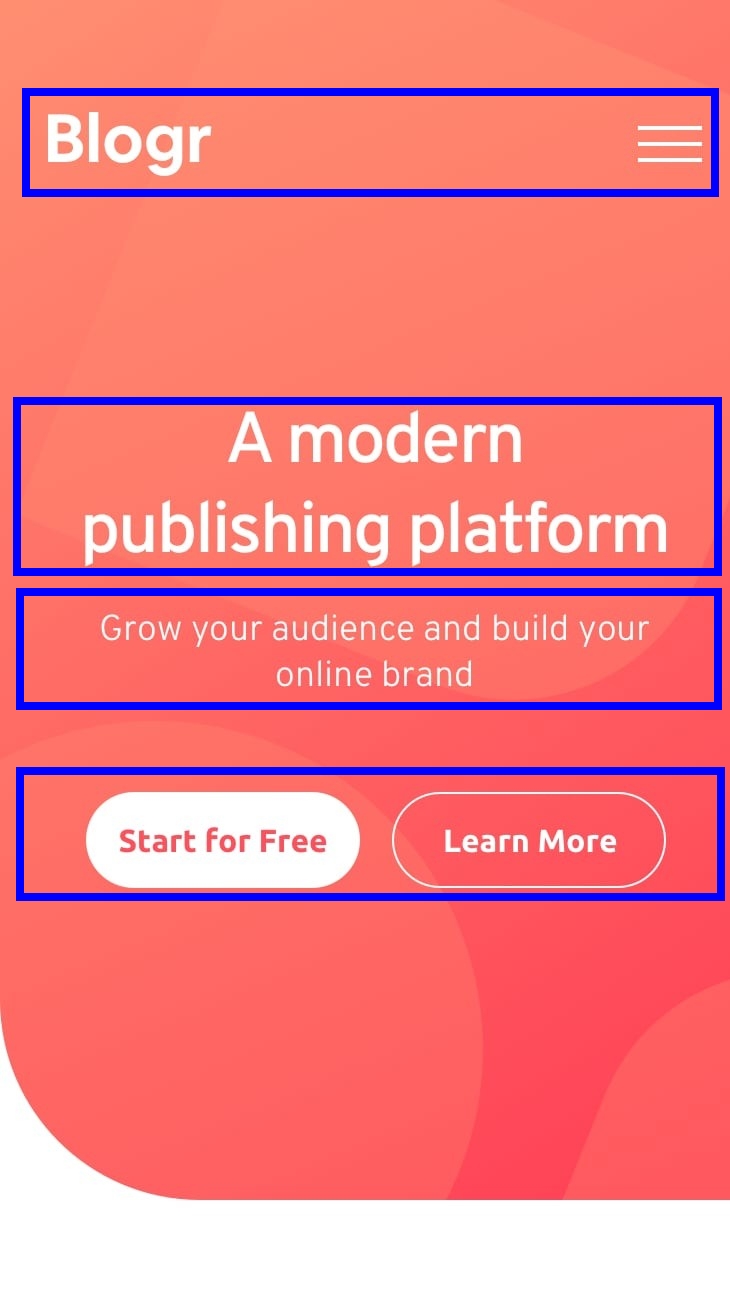 Blogr
A modern
publishing platform
Grow your audience and build your
online brand
Start for Free
Learn More